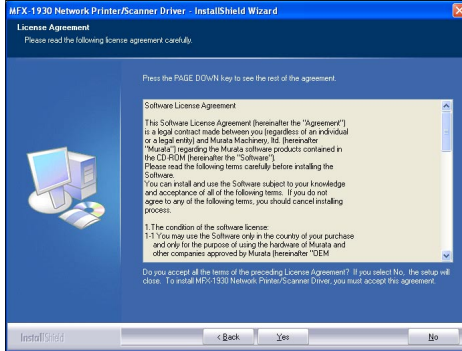 MFX-1930 Network Printer/Scanner Driver - InstallShield Wizard
License Agreement
Please read the following license agreement carefully.
Press the PAGE DOWN key to see the rest of the agreement.
Software License Agreement
This Software License Agreement (hereinafter the "Agreement")
is a legal contract made between you (regardless of an individual
or a legal entity) and Murata Machinery, ltd. (hereinafter
"Murata") regarding the Murata software products contained in
the CD-ROM (hereinafter the "Software").
Please read the following terms carefully before installing the
Software.
You can install and use the Software subject to your knowledge
and acceptance of all of the following terms. If you do not
agree to any of the following terms, you should cancel installing
process.
1.The condition of the software license:
1-1 You may use the Software only in the country of your purchase
and only for the purpose of using the hardware of Murata and
other companies approved by Murata (hereinafter "OEM
Do you accept all the terms of the preceding License Agreement? If you select No, the setup will
close. To install MFX-1930 Network Printer/Scanner Driver, you must accept this agreement.
InstallShield
< Back
Yes
No